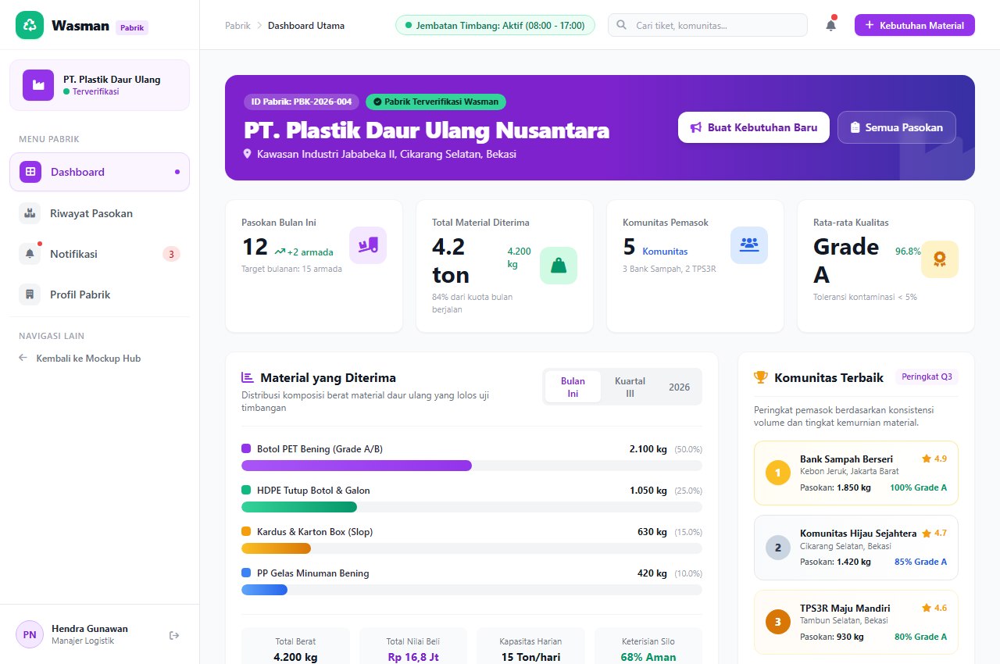 Wasman Pabrik
PT. Plastik Daur Ulang
Terverifikasi
MENU PABRIK
Dashboard
Riwayat Pasokan
Notifikasi 3
Profil Pabrik
NAVIGASI LAIN
Kembali ke Mockup Hub
PN
Hendra Gunawan
Manajer Logistik
Pabrik Dashboard Utama
Jembatan Timbang: Aktif (08:00 - 17:00)
Cari tiket, komunitas...
Kebutuhan Material
ID Pabrik: PBK-2026-004 Pabrik Terverifikasi Wasman
PT. Plastik Daur Ulang Nusantara
Kawasan Industri Jababeka II, Cikarang Selatan, Bekasi
Buat Kebutuhan Baru
Semua Pasokan
Pasokan Bulan Ini
12 +2 armada
Target bulanan: 15 armada
Total Material Diterima
4.2
ton
4.200
kg
84% dari kuota bulan
berjalan
Komunitas Pemasok
5 Komunitas
3 Bank Sampah, 2 TPS3R
Rata-rata Kualitas
Grade
A
96.8%
Toleransi kontaminasi < 5%
Material yang Diterima
Distribusi komposisi berat material daur ulang yang lolos uji
timbangan
Bulan
Ini
Kuartal
III
2026
Botol PET Bening (Grade A/B) 2.100 kg (50.0%)
HDPE Tutup Botol & Galon 1.050 kg (25.0%)
Kardus & Karton Box (Slop) 630 kg (15.0%)
PP Gelas Minuman Bening 420 kg (10.0%)
Total Berat
4.200 kg
Total Nilai Beli
Rp 16,8 Jt
Kapasitas Harian
15 Ton/hari
Keterisian Silo
68% Aman
Komunitas Terbaik Peringkat Q3
Peringkat pemasok berdasarkan konsistensi
volume dan tingkat kemurnian material.
1
Bank Sampah Berseri 4.9
Kebon Jeruk, Jakarta Barat
Pasokan: 1.850 kg 100% Grade A
2
Komunitas Hijau Sejahtera 4.7
Cikarang Selatan, Bekasi
Pasokan: 1.420 kg 85% Grade A
3
TPS3R Maju Mandiri 4.6
Tambun Selatan, Bekasi
Pasokan: 930 kg 80% Grade A